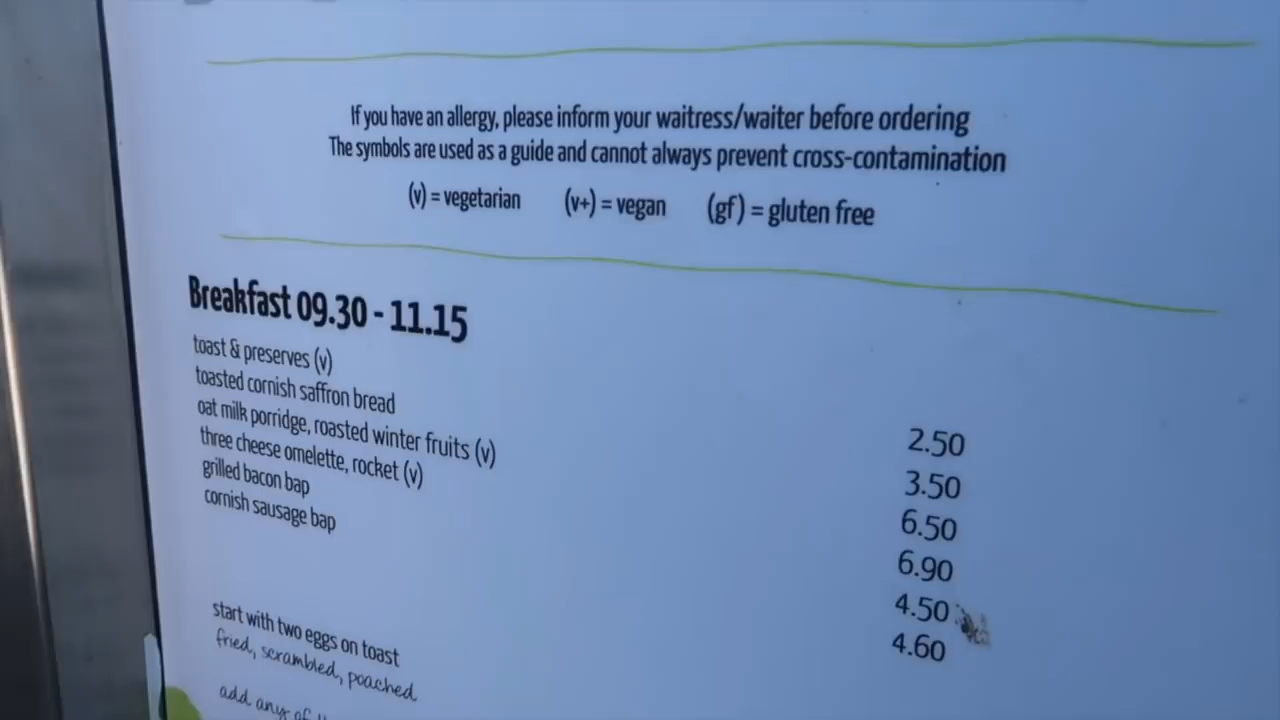 If you have an allergy, please inform your waitress/waiter before ordering
The symbols are used as a guide and cannot always prevent cross-contamination
(v) = vegetarian (v+) = vegan (gf) = gluten free
Breakfast 09.30 - 11.15
toast & preserves (v) 2.50
toasted cornish saffron bread 3.50
oat milk porridge, roasted winter fruits (v) 6.50
three cheese omelette, rocket (v) 6.90
grilled bacon bap 4.50
cornish sausage bap 4.60
start with two eggs on toast
fried, scrambled, poached
add any of